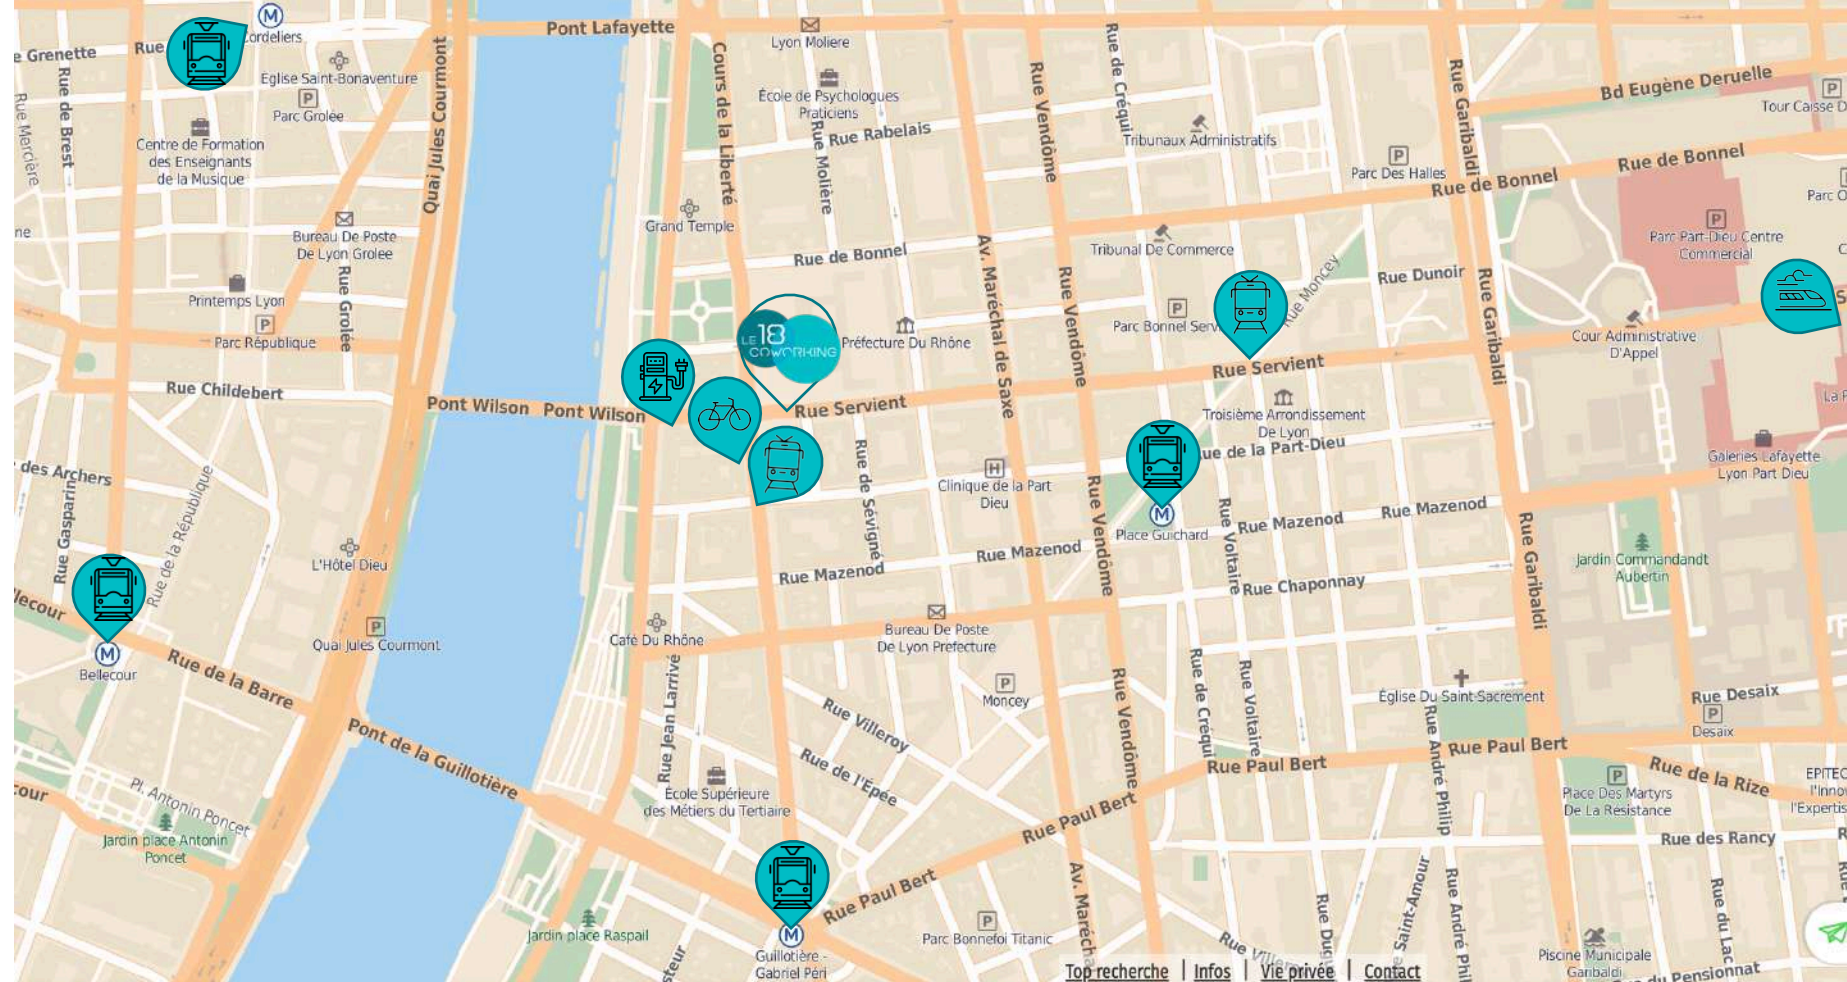 Pont Lafayette
Cordeliers
Rue
e Grenette
Lyon Moliere
Eglise Saint-Bonaventure
Parc Grolée
Centre de Formation
des Enseignants
de la Musique
Rue de Brest
Rue Mercière
Quai Jules Courmont
Bureau De Poste
De Lyon Grolee
Rue Grolée
Printemps Lyon
Parc République
Rue Childebert
Cours de la Liberté
École de Psychologues
Praticiens
Rue Molière
Rue Rabelais
Grand Temple
Rue de Bonnel
Rue Vendôme
Rue de Créqui
Tribunaux Administratifs
Parc Des Halles
Rue Garibaldi
Bd Eugène Deruelle
Tour Caisse D
Rue de Bonnel
Rue de Bonnel
Parc Part-Dieu Centre
Commercial
Tribunal De Commerce
Av. Maréchal de Saxe
Rue Vendôme
Parc Bonnel Serv
Rue Moncey
Rue Dunoir
Rue Garibaldi
Cour Administrative
D'Appel
LE 18
COWORKING
Préfecture Du Rhône
Pont Wilson
Pont Wilson
Rue Servient
Rue Servient
Troisième Arrondissement
De Lyon
ue de la Part-Dieu
Galeries Lafayette
Lyon Part Dieu
des Archers
Rue Gasparin
Rue de la République
L'Hôtel Dieu
Rue de Sévigné
Clinique de la Part
Dieu
Rue Vendôme
Place Guichard
Rue Voltaire
Rue Mazenod
Rue Mazenod
Rue Mazenod
Rue Mazenod
Rue Chaponnay
Rue Garibaldi
Jardin Commandandt
Aubertin
llecour
Bellecour
Rue de la Barre
Quai Jules Courmont
Café Du Rhône
Bureau De Poste
De Lyon Prefecture
Moncey
Rue Jean Larrivé
Rue Villeroy
Rue de l'Épée
Rue Vendôme
Rue de Créqui
Rue Voltaire
Église Du Saint-Sacrement
Rue Desaix
Desaix
Rue André Philip
Rue Paul Bert
Rue Paul Bert
Rue Paul Bert
Rue Paul Bert
Rue de la Rize
Pont de la Guillotière
Pl. Antonin Poncet
Jardin place Antonin
Poncet
cour
École Supérieure
des Métiers du Tertiaire
Place Des Martyrs
De La Résistance
EPITEC
l'Inno
l'Expertis
Rue des Rancy
Jardin place Raspail
Guillotière -
Gabriel Péri
Parc Bonnefoi Titanic
Av. Marécha
steur
Rue Dug
e Saint-Amour
Rue André Phil
Piscine Municipale
Garibaldi
Rue du Lac
du Pensionnat
Top recherche | Infos | Vie privée | Contact